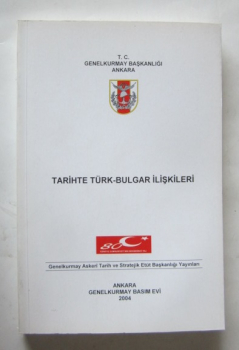 T. C.
GENELKURMAY BAŞKANLIĞI
ANKARA
TARİHTE TÜRK-BULGAR İLİŞKİLERİ
80
Genelkurmay Askeri Tarih ve Stratejik Etüt Başkanlığı Yayınları
ANKARA
GENELKURMAY BASIM EVİ
2004